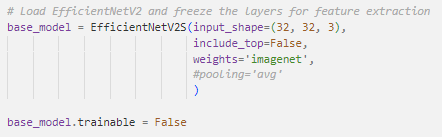 # Load EfficientNetV2 and freeze the layers for feature extraction
base_model = EfficientNetV2S(input_shape=(32, 32, 3),
include_top=False,
weights='imagenet',
#pooling='avg'
)
base_model.trainable = False